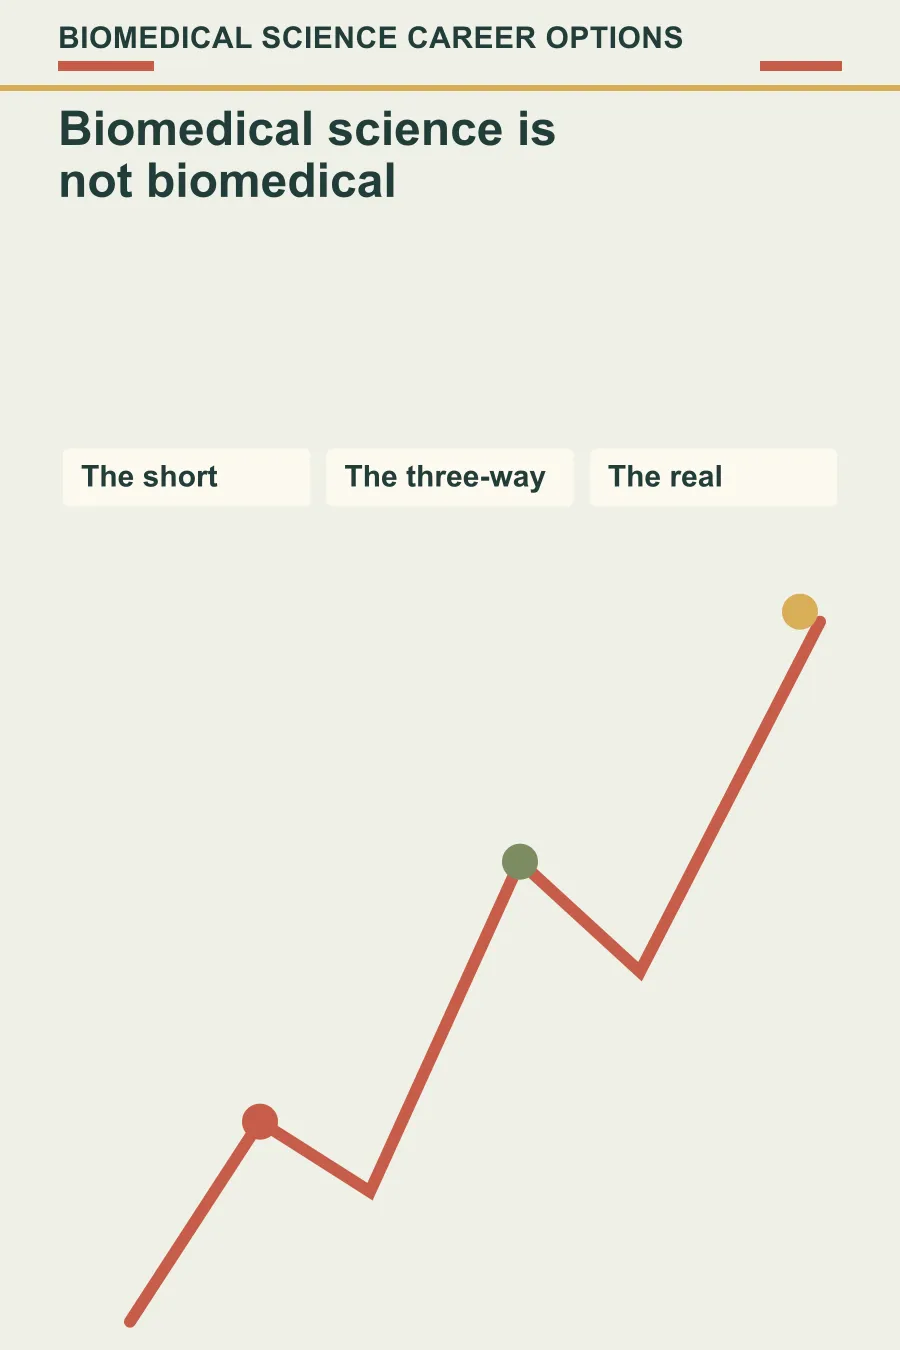 BIOMEDICAL SCIENCE CAREER OPTIONS
Biomedical science is
not biomedical
The short
The three-way
The real